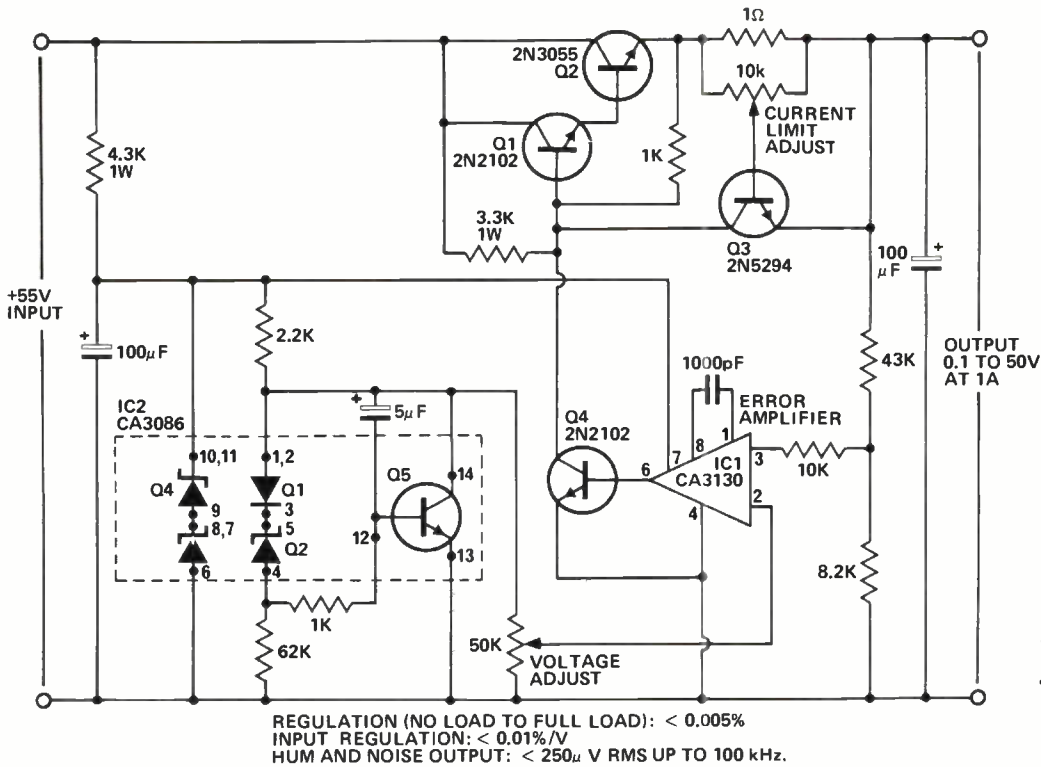 1Ω
2N3055
Q2
10k
CURRENT
LIMIT
ADJUST
4.3K
1W
Q1
2N2102
1K
3.3K
1W
Q3
2N5294
+
100
μF
+55V
INPUT
+
100μF
2.2K
1000pF
43K
OUTPUT
0.1 TO 50V
AT 1A
IC2
CA3086
+
5μF
ERROR
AMPLIFIER
Q4
2N2102
7
8
1
6
IC1
CA3130
3
10K
4
2
10,11
1,2
Q5
14
Q4
Q1
9
3
8,7
5
12
Q2
13
6
4
8.2K
1K
62K
50K
VOLTAGE
ADJUST
REGULATION (NO LOAD TO FULL LOAD): < 0.005%
INPUT REGULATION: < 0.01%/V
HUM AND NOISE OUTPUT: < 250μ V RMS UP TO 100 kHz.